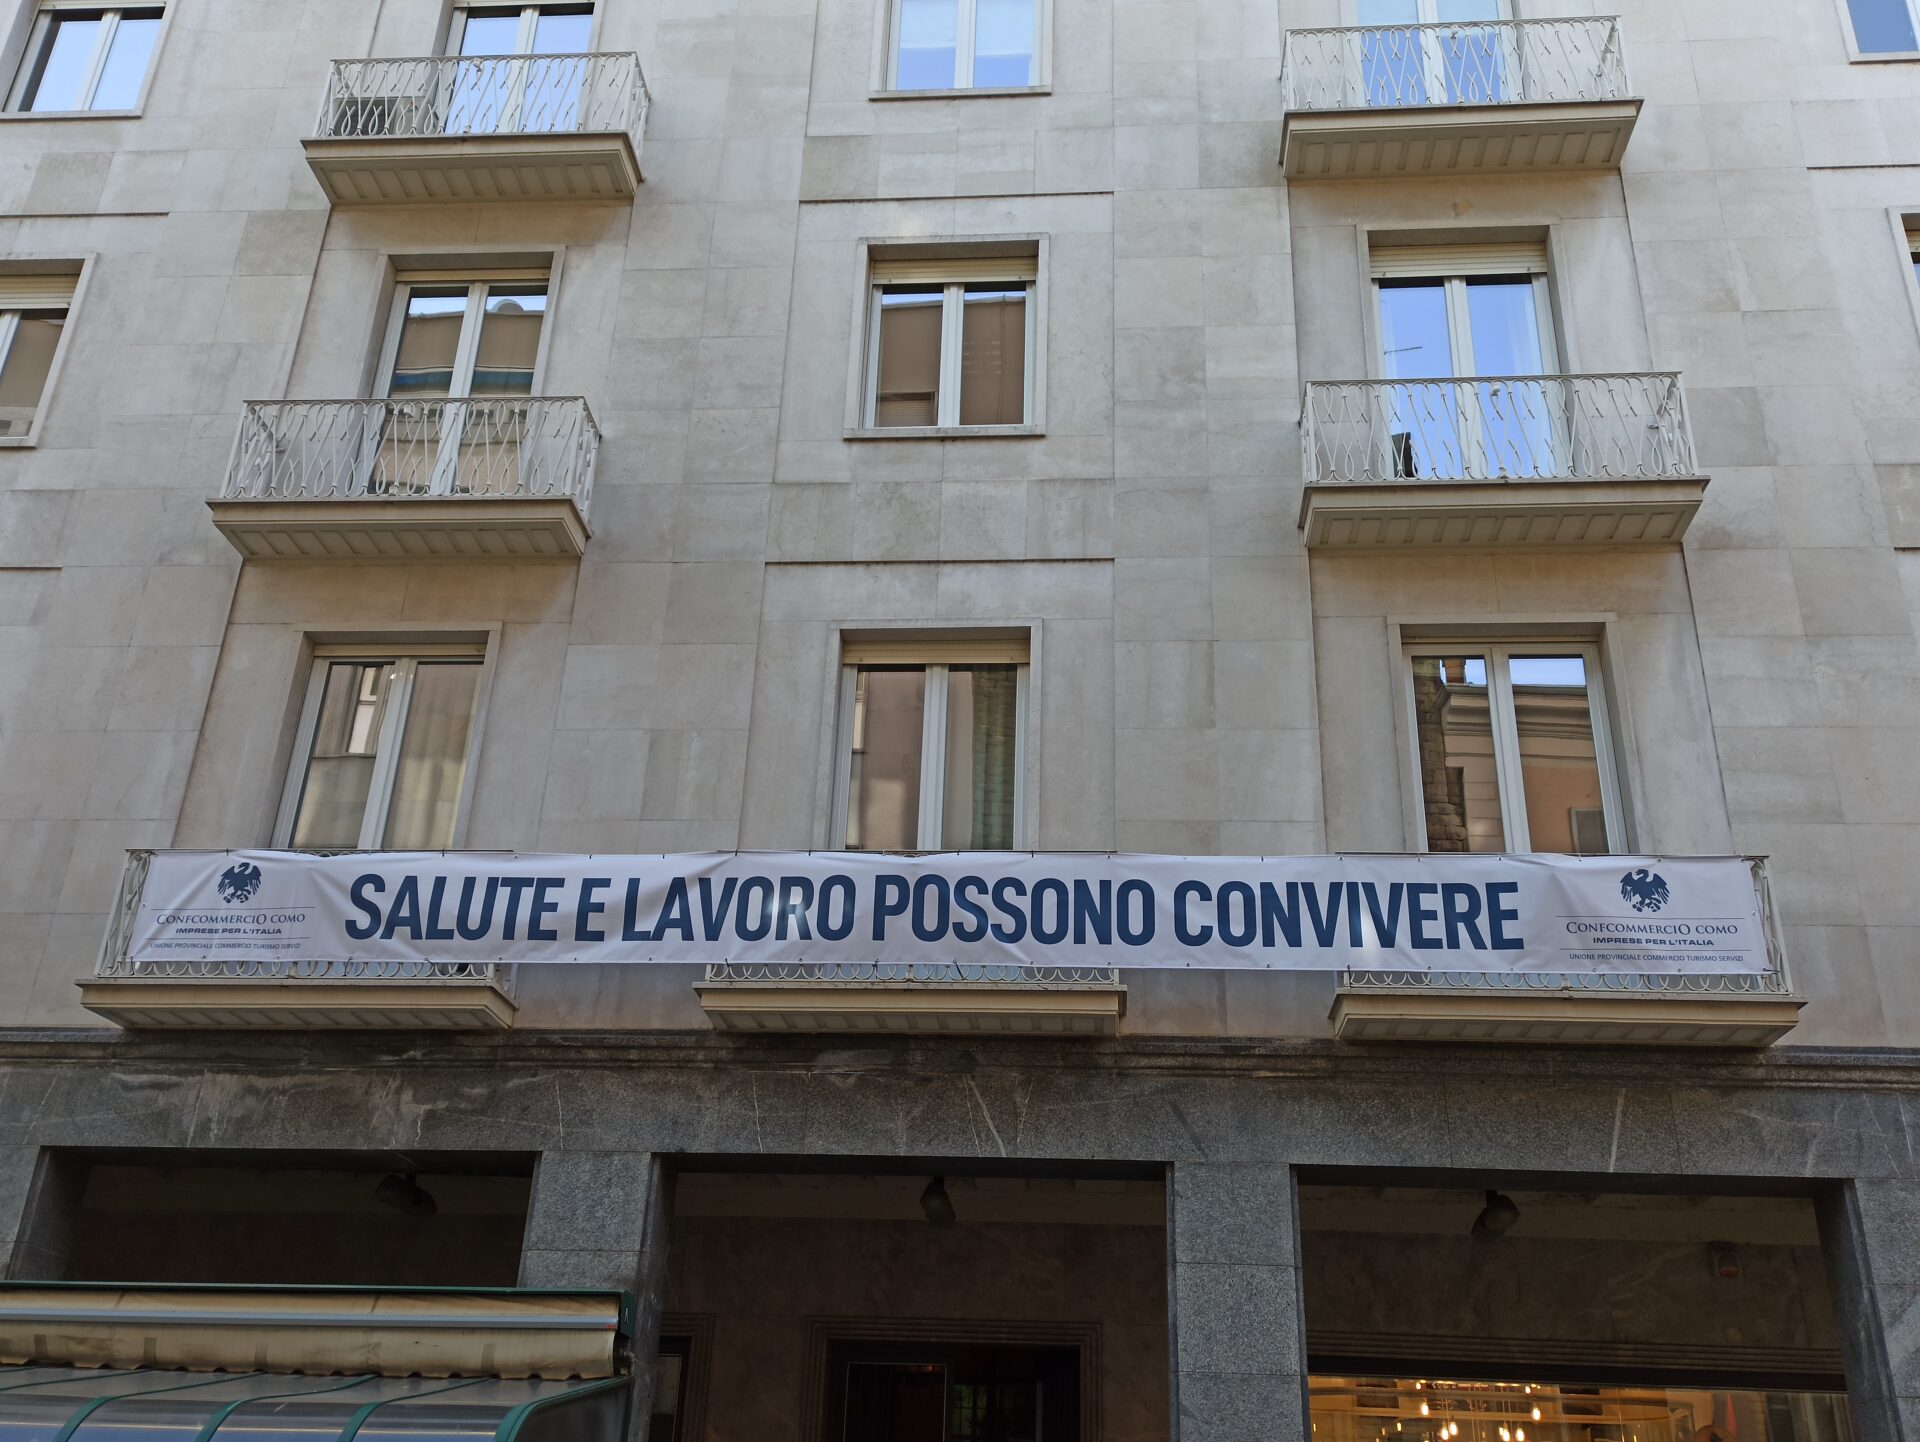 CONFCOMMERCIO COMO
IMPRESE PER L'ITALIA
UNIONE PROVINCIALE COMMERCIO TURISMO SERVIZI
SALUTE E LAVORO POSSONO CONVIVERE
CONFCOMMERCIO COMO
IMPRESE PER L'ITALIA
UNIONE PROVINCIALE COMMERCIO TURISMO SERVIZI